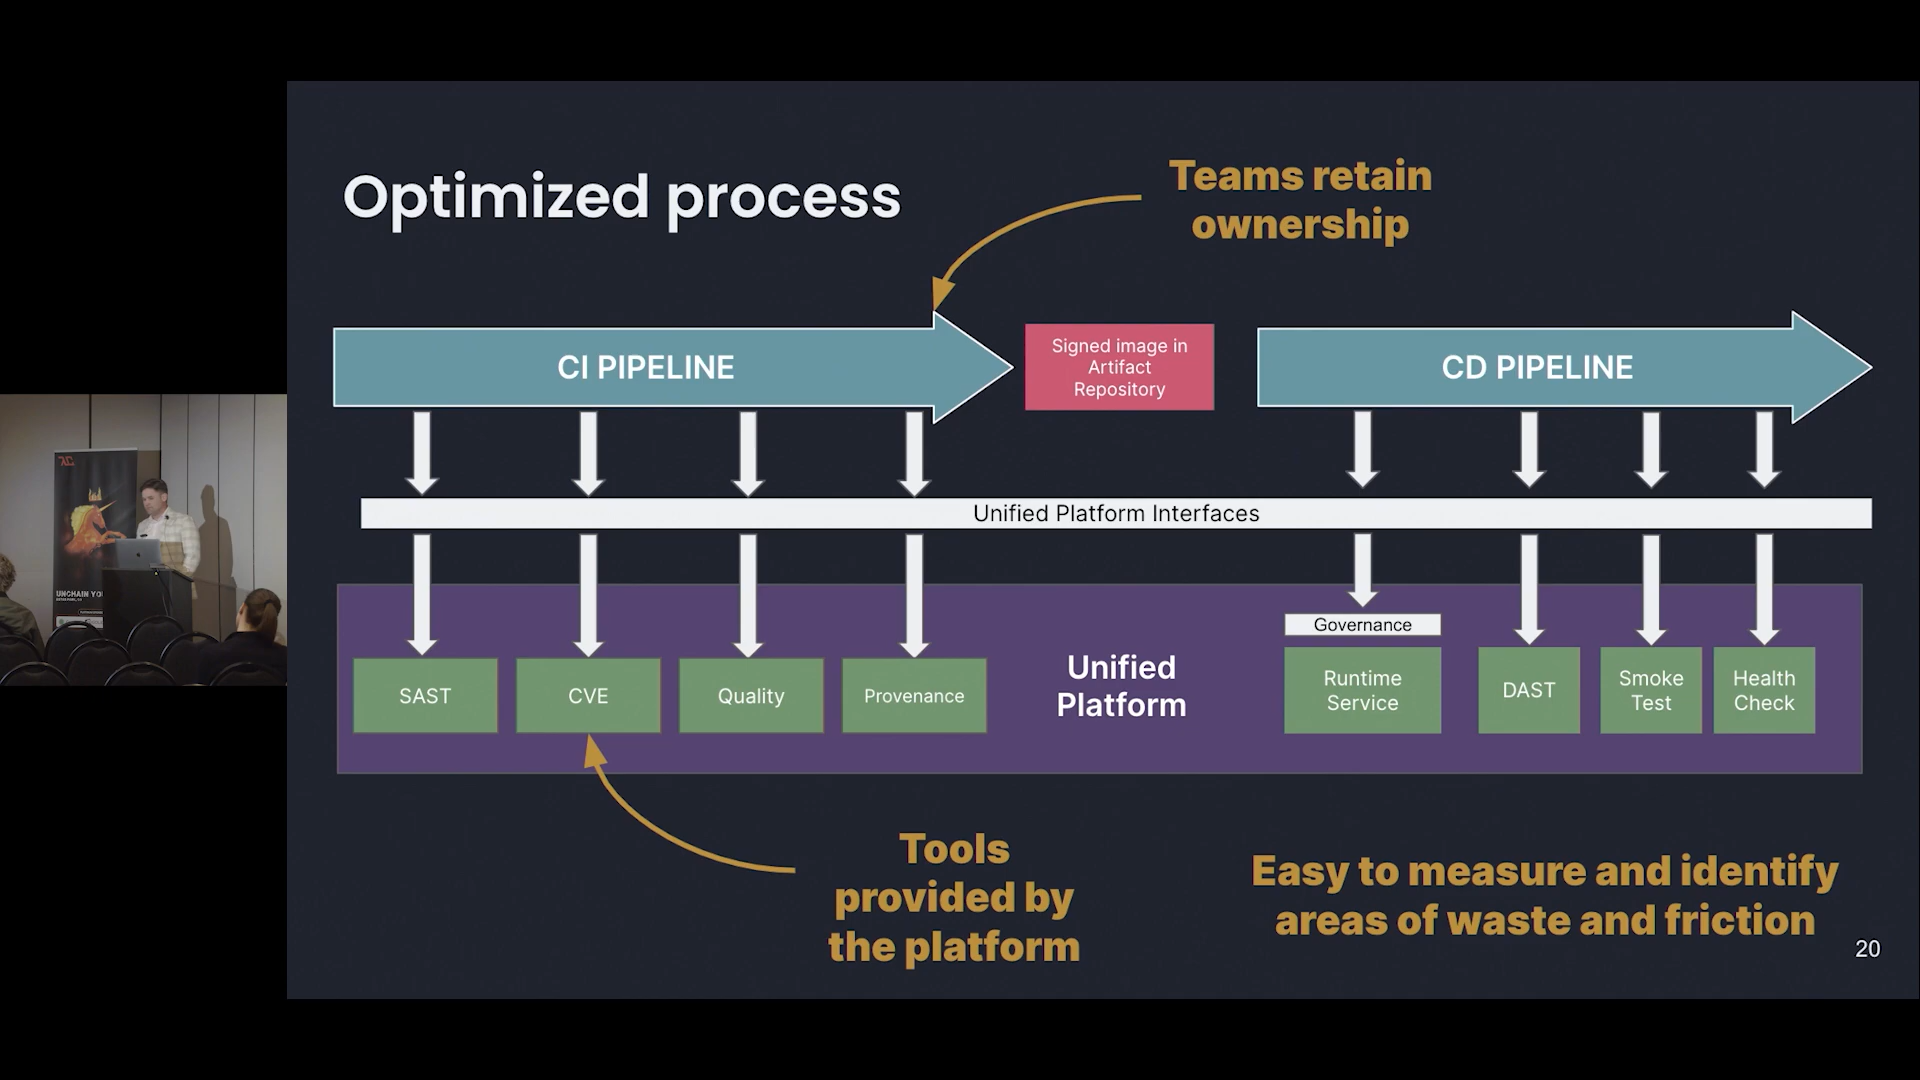 Optimized process
Teams retain
ownership
CI PIPELINE
Signed image in
Artifact
Repository
CD PIPELINE
Unified Platform Interfaces
Governance
SAST
CVE
Quality
Provenance
Unified
Platform
Runtime
Service
DAST
Smoke
Test
Health
Check
Tools
provided by
the platform
Easy to measure and identify
areas of waste and friction
20
UNCHAIN YO